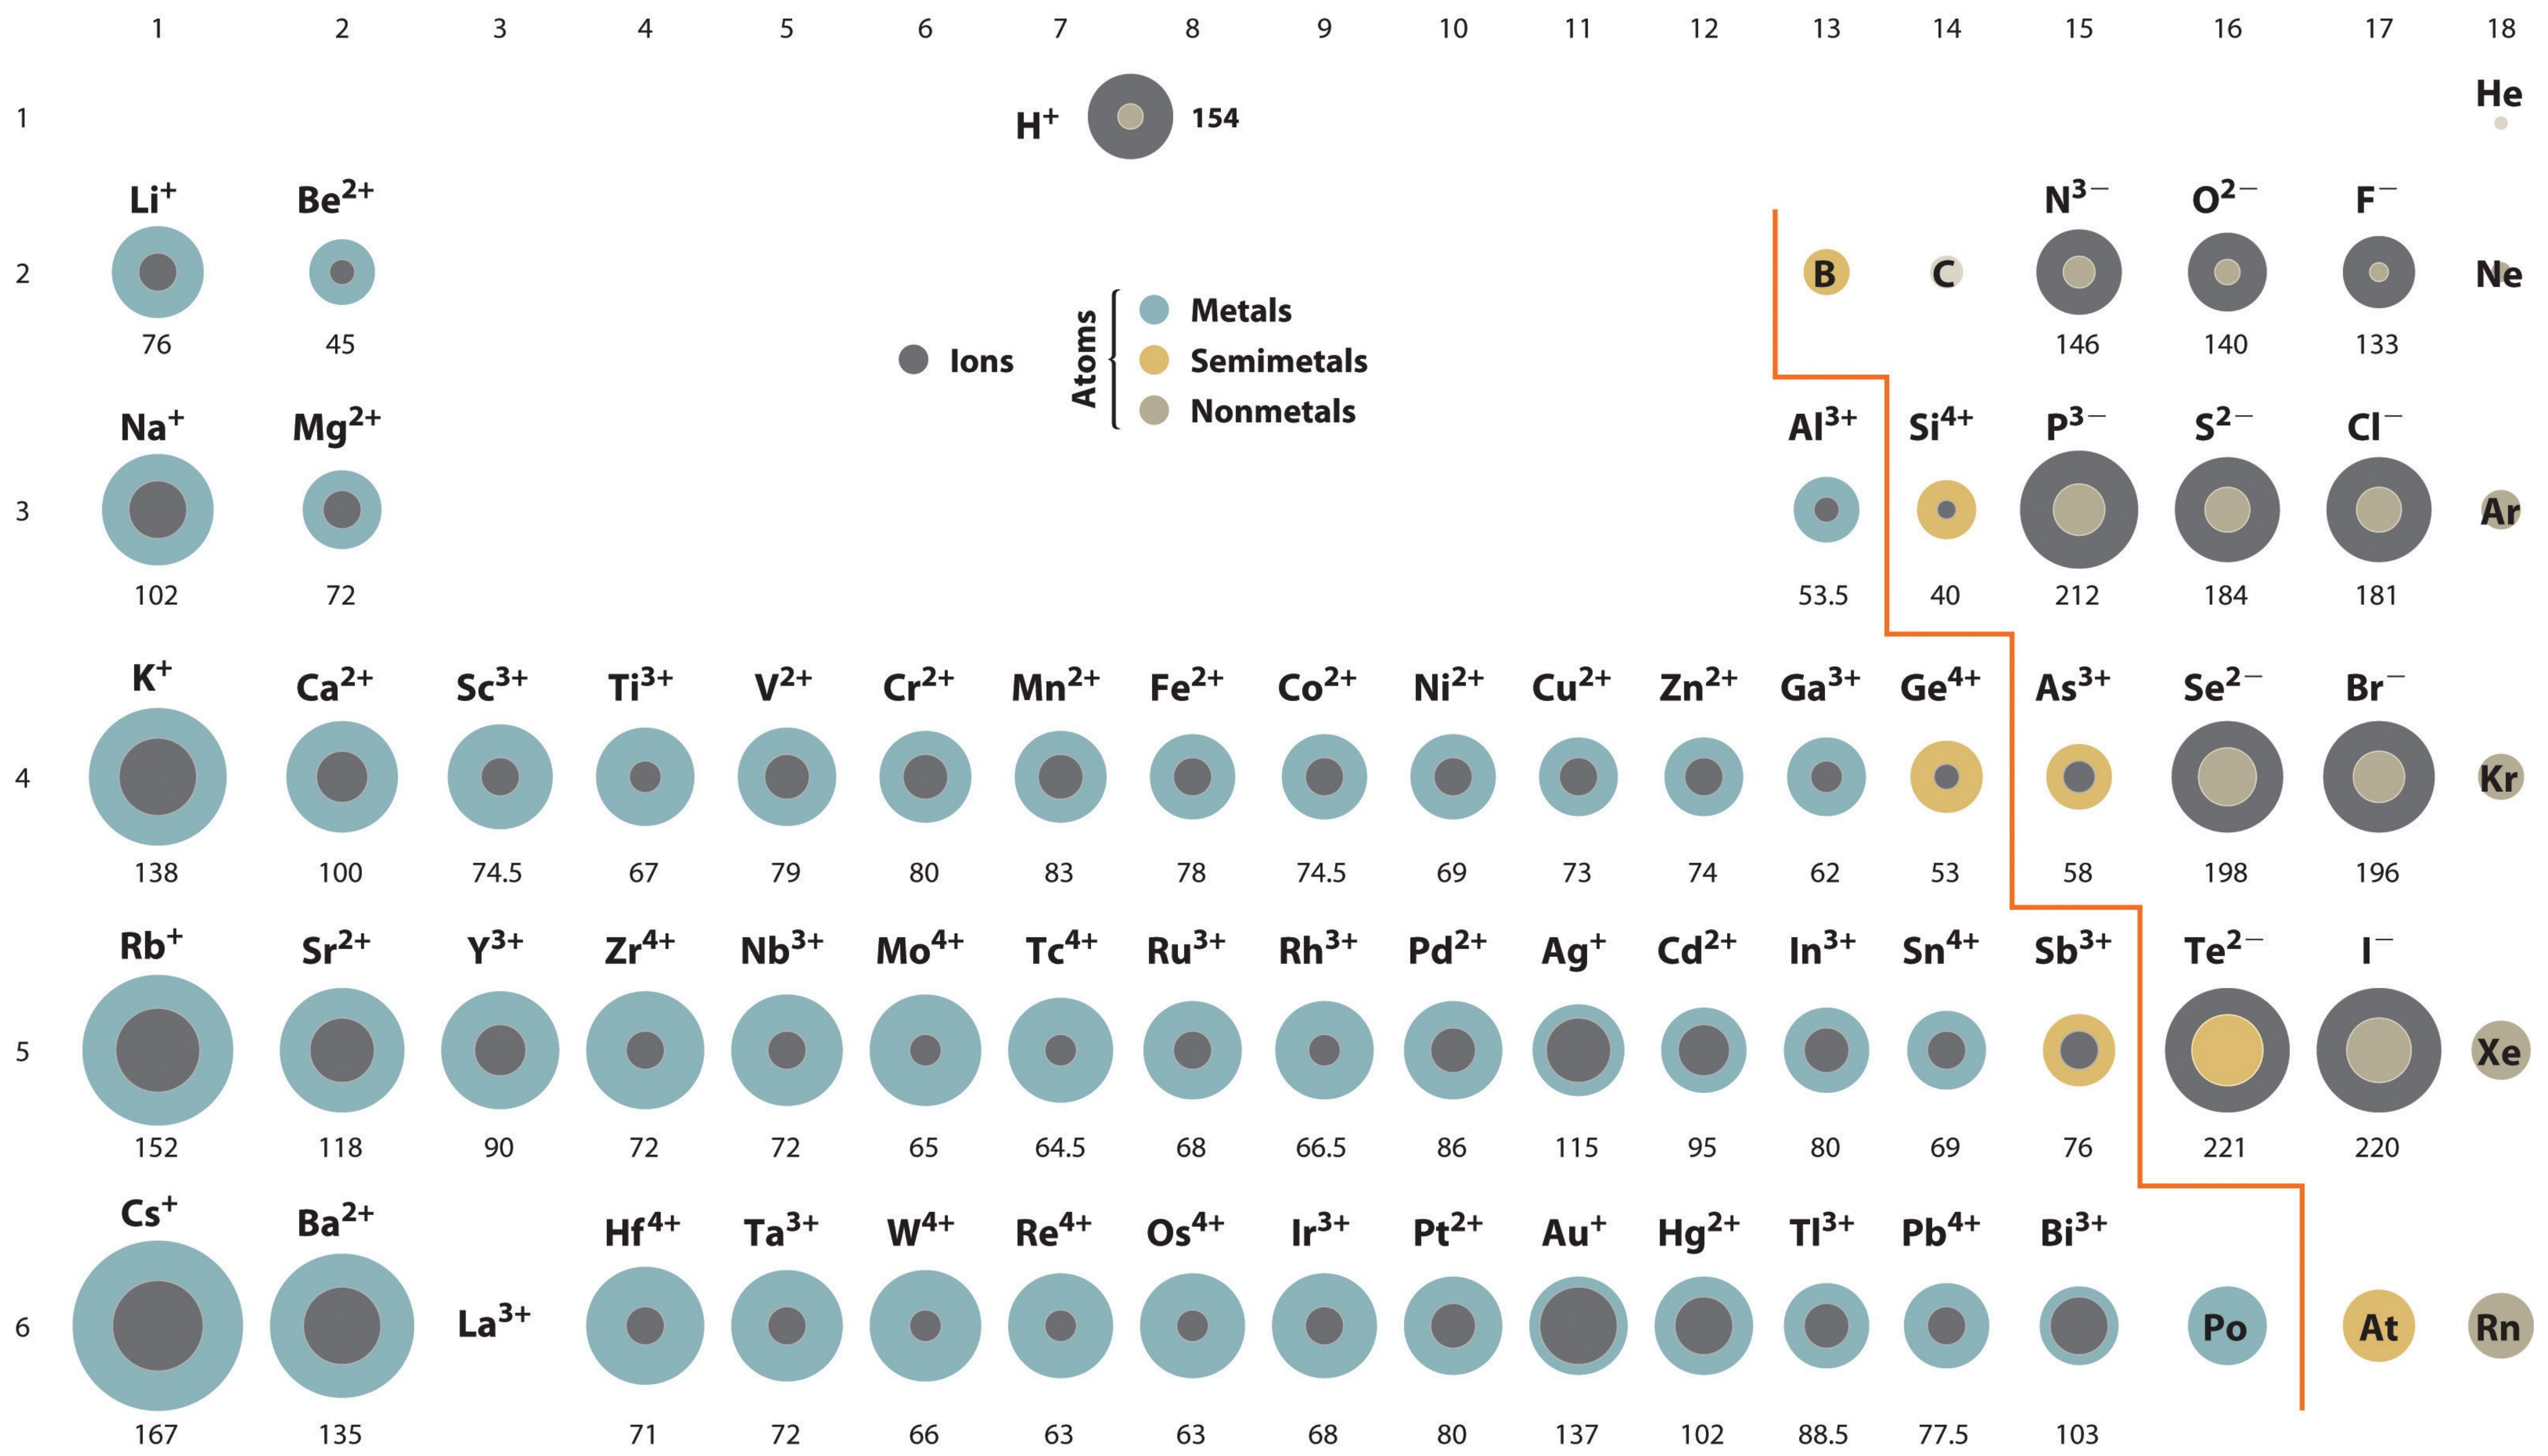 1 2 3 4 5 6 7 8 9 10 11 12 13 14 15 16 17 18
1 H⁺ 154 He
Li⁺ Be²⁺ N³⁻ O²⁻ F⁻
2 B C Ne
76 45 146 140 133
Atoms
Metals
Ions Semimetals
Nonmetals
Na⁺ Mg²⁺ Al³⁺ Si⁴⁺ P³⁻ S²⁻ Cl⁻
3 Ar
102 72 53.5 40 212 184 181
K⁺ Ca²⁺ Sc³⁺ Ti³⁺ V²⁺ Cr²⁺ Mn²⁺ Fe²⁺ Co²⁺ Ni²⁺ Cu²⁺ Zn²⁺ Ga³⁺ Ge⁴⁺ As³⁺ Se²⁻ Br⁻
4 Kr
138 100 74.5 67 79 80 83 78 74.5 69 73 74 62 53 58 198 196
Rb⁺ Sr²⁺ Y³⁺ Zr⁴⁺ Nb³⁺ Mo⁴⁺ Tc⁴⁺ Ru³⁺ Rh³⁺ Pd²⁺ Ag⁺ Cd²⁺ In³⁺ Sn⁴⁺ Sb³⁺ Te²⁻ I⁻
5 Xe
152 118 90 72 72 65 64.5 68 66.5 86 115 95 80 69 76 221 220
Cs⁺ Ba²⁺ Hf⁴⁺ Ta³⁺ W⁴⁺ Re⁴⁺ Os⁴⁺ Ir³⁺ Pt²⁺ Au⁺ Hg²⁺ Tl³⁺ Pb⁴⁺ Bi³⁺
6 La³⁺ Po At Rn
167 135 71 72 66 63 63 68 80 137 102 88.5 77.5 103